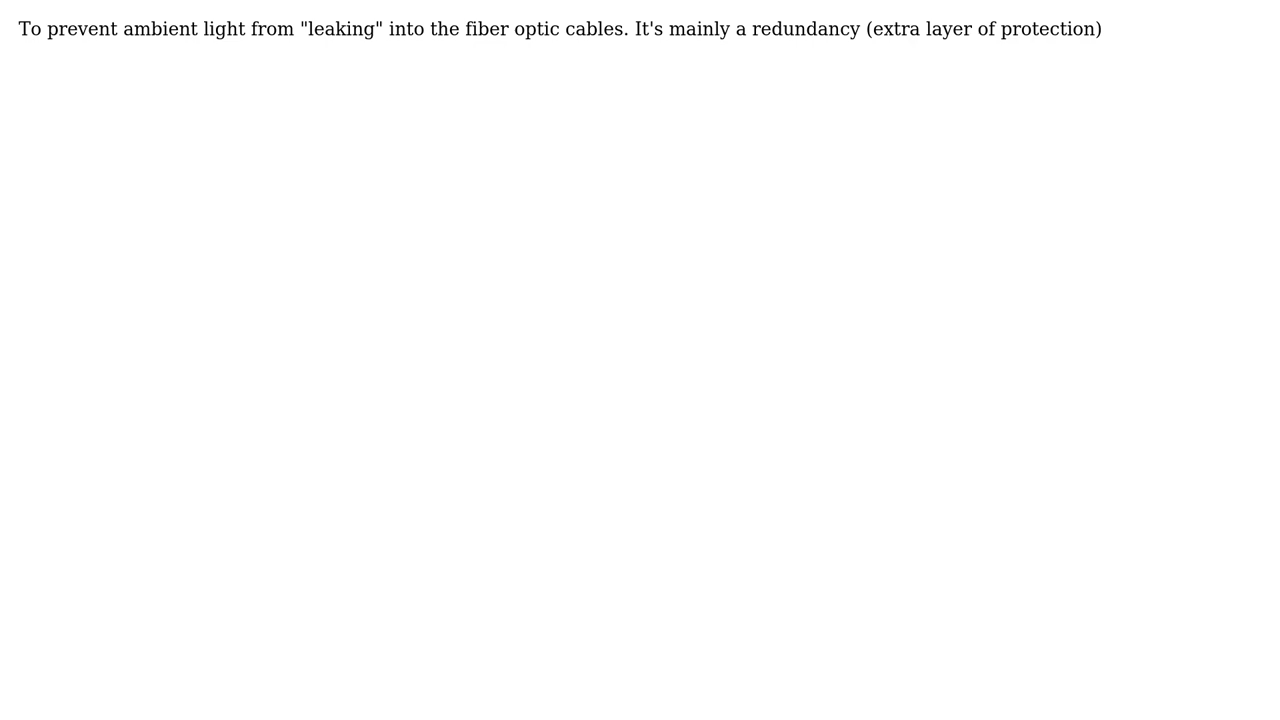 To prevent ambient light from "leaking" into the fiber optic cables. It's mainly a redundancy (extra layer of protection)